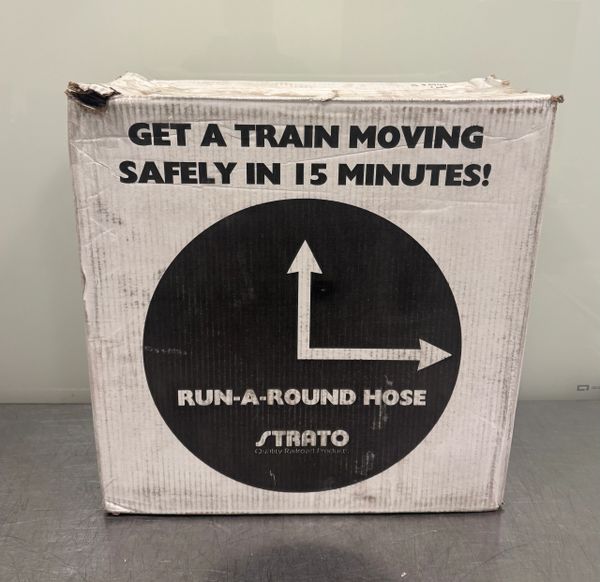 GET A TRAIN MOVING
SAFELY IN 15 MINUTES!
RUN-A-ROUND HOSE
STRATO
Quality Railroad Products